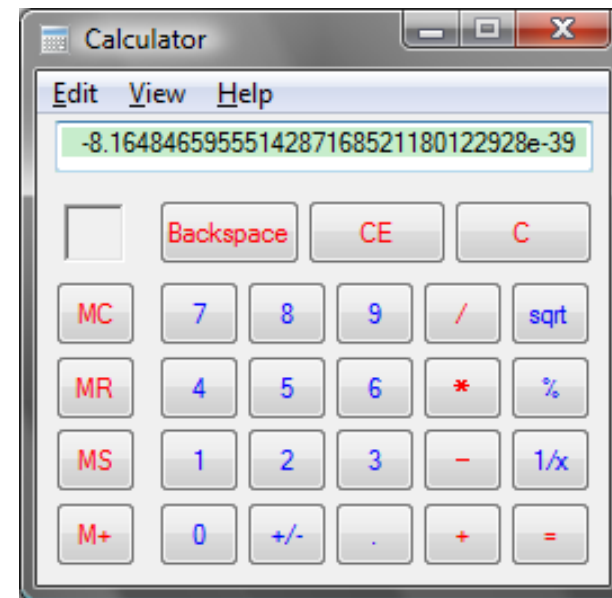 Calculator
Edit View Help
-8.1648465955514287168521180122928e-39
Backspace CE C
MC 7 8 9 / sqrt
MR 4 5 6 * %
MS 1 2 3 - 1/x
M+ 0 +/- . + =